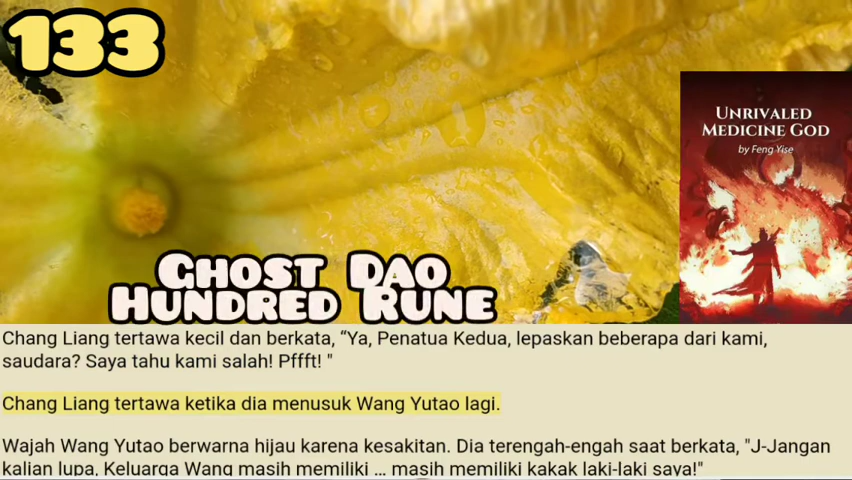 133
UNRIVALED
MEDICINE GOD
by Feng Yise
GHOST DAO
HUNDRED RUNE
Chang Liang tertawa kecil dan berkata, “Ya, Penatua Kedua, lepaskan beberapa dari kami,
saudara? Saya tahu kami salah! Pffft! "
Chang Liang tertawa ketika dia menusuk Wang Yutao lagi.
Wajah Wang Yutao berwarna hijau karena kesakitan. Dia terengah-engah saat berkata, "J-Jangan
kalian lupa, Keluarga Wang masih memiliki ... masih memiliki kakak laki-laki saya!"